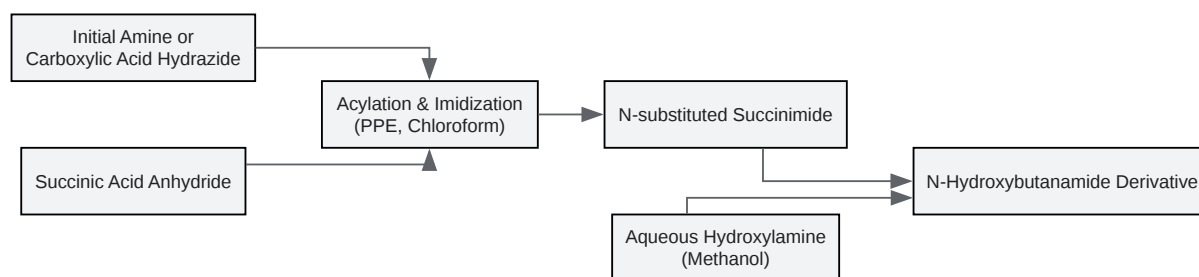 Initial Amine or
Carboxylic Acid Hydrazide
Succinic Acid Anhydride
Acylation & Imidization
(PPE, Chloroform)
N-substituted Succinimide
Aqueous Hydroxylamine
(Methanol)
N-Hydroxybutanamide Derivative